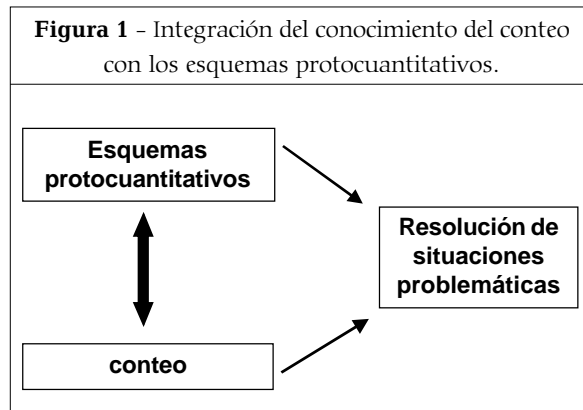 Figura 1 - Integración del conocimiento del conteo
con los esquemas protocuantitativos.
Esquemas
protocuantitativos
Resolución de
situaciones
problemáticas
conteo